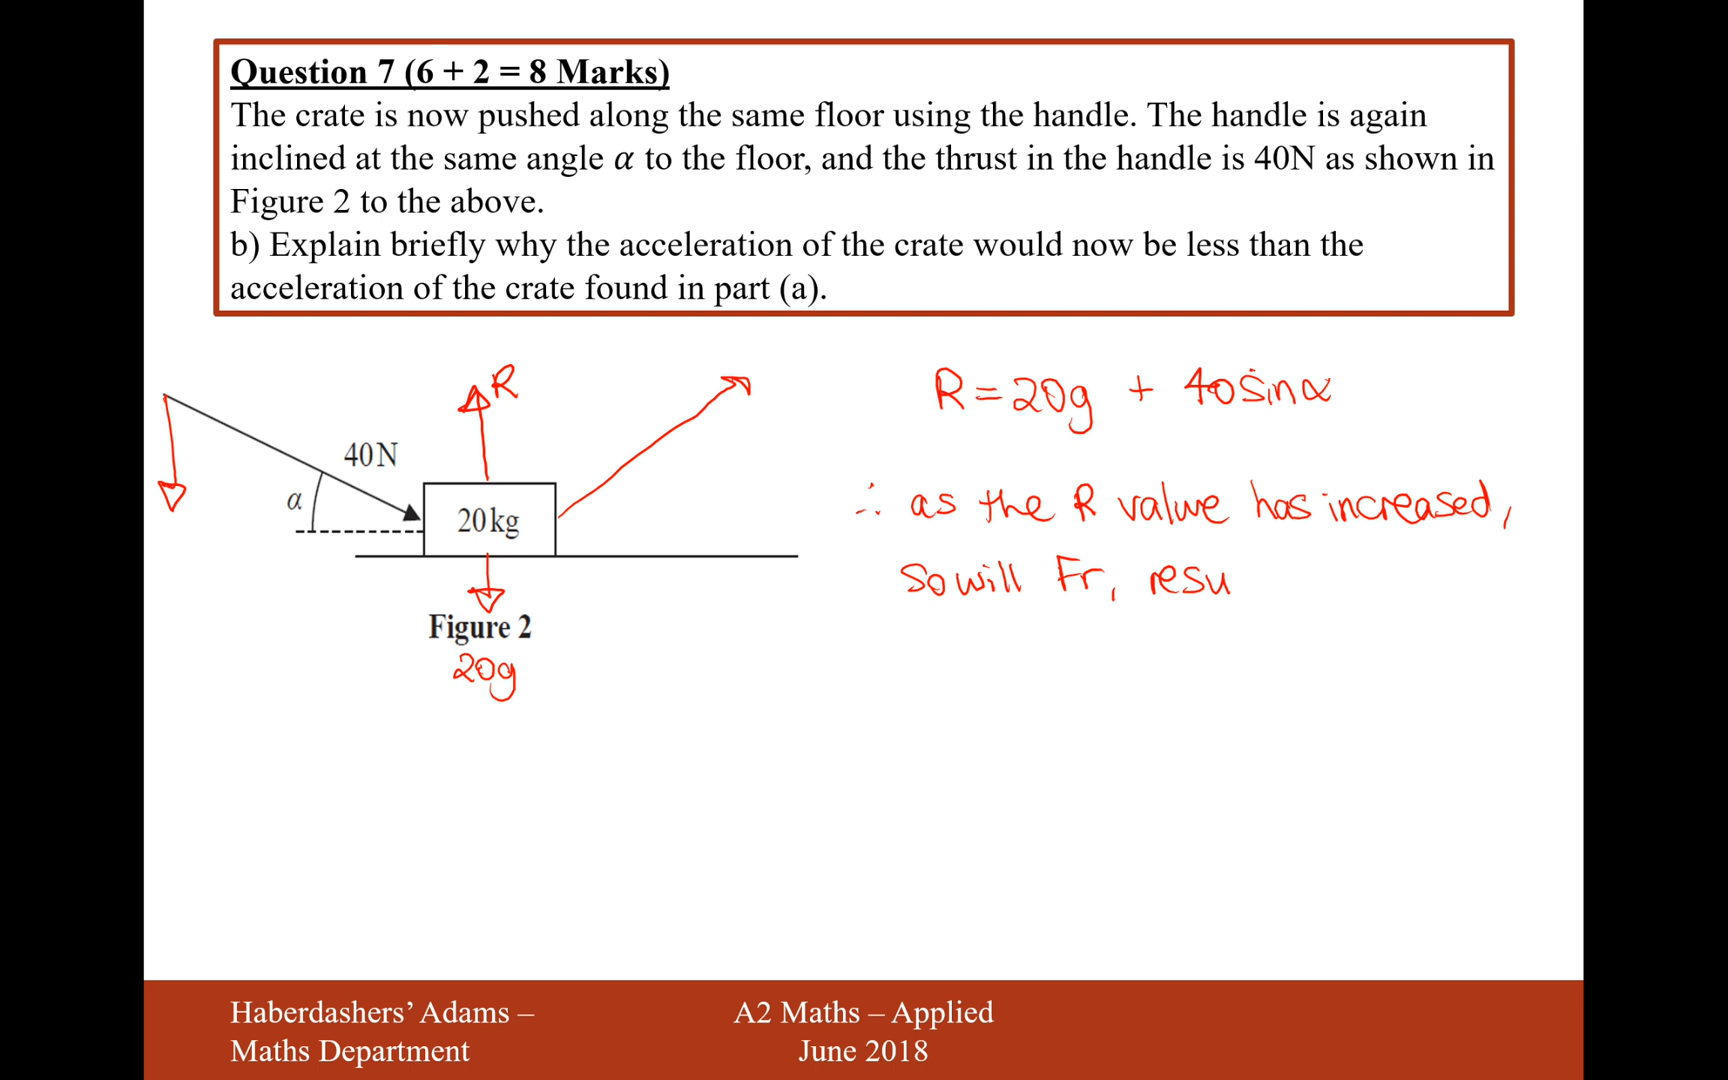 Question 7 (6 + 2 = 8 Marks)
The crate is now pushed along the same floor using the handle. The handle is again
inclined at the same angle α to the floor, and the thrust in the handle is 40N as shown in
Figure 2 to the above.
b) Explain briefly why the acceleration of the crate would now be less than the
acceleration of the crate found in part (a).
R
40N
α
20kg
Figure 2
20g
R = 20g + 40sinα
∴ as the R value has increased,
so will Fr, resu
Haberdashers’ Adams –
Maths Department
A2 Maths – Applied
June 2018